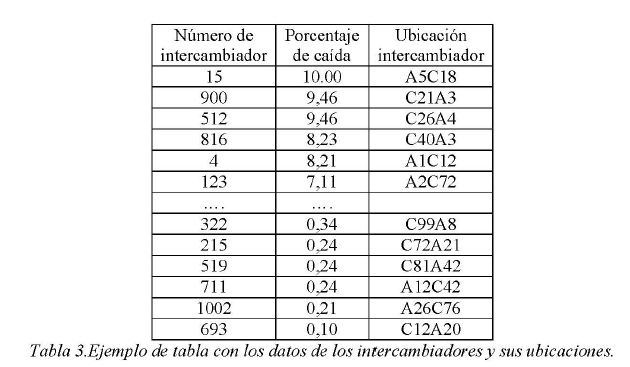 Número de intercambiador Porcentaje de caída Ubicación intercambiador
15 10.00 A5C18
900 9,46 C21A3
512 9,46 C26A4
816 8,23 C40A3
4 8,21 A1C12
123 7,11 A2C72
.... ....
322 0,34 C99A8
215 0,24 C72A21
519 0,24 C81A42
711 0,24 A12C42
1002 0,21 A26C76
693 0,10 C12A20
Tabla 3.Ejemplo de tabla con los datos de los intercambiadores y sus ubicaciones.